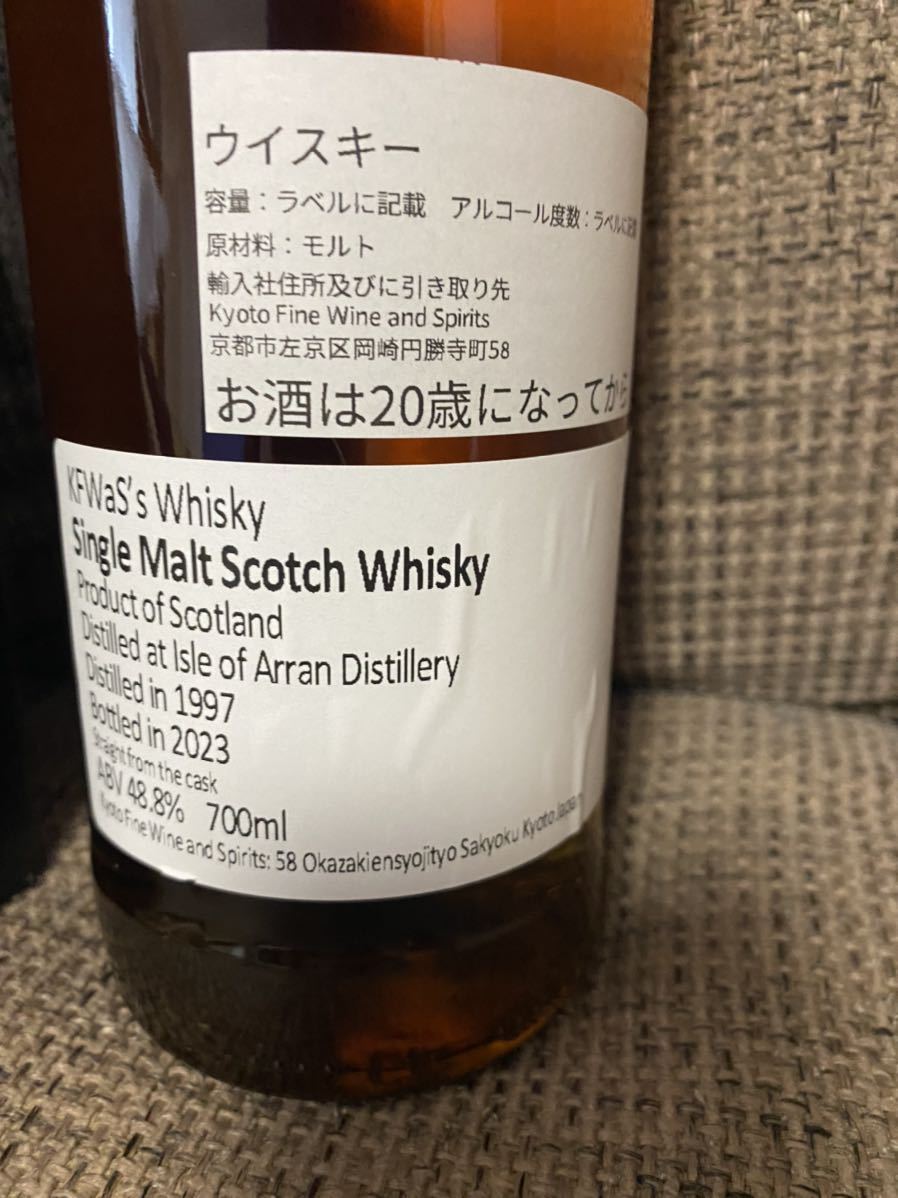 ウイスキー
容量：ラベルに記載　アルコール度数：ラベルに記載
原材料：モルト
輸入社住所及びに引き取り先
Kyoto Fine Wine and Spirits
京都市左京区岡崎円勝寺町58
お酒は20歳になってから
KFWaS's Whisky
Single Malt Scotch Whisky
Product of Scotland
Distilled at Isle of Arran Distillery
Distilled in 1997
Bottled in 2023
Straight from the cask
ABV 48.8%　700ml
Kyoto Fine Wine and Spirits: 58 Okazakiensyojityo Sakyoku Kyoto Japan